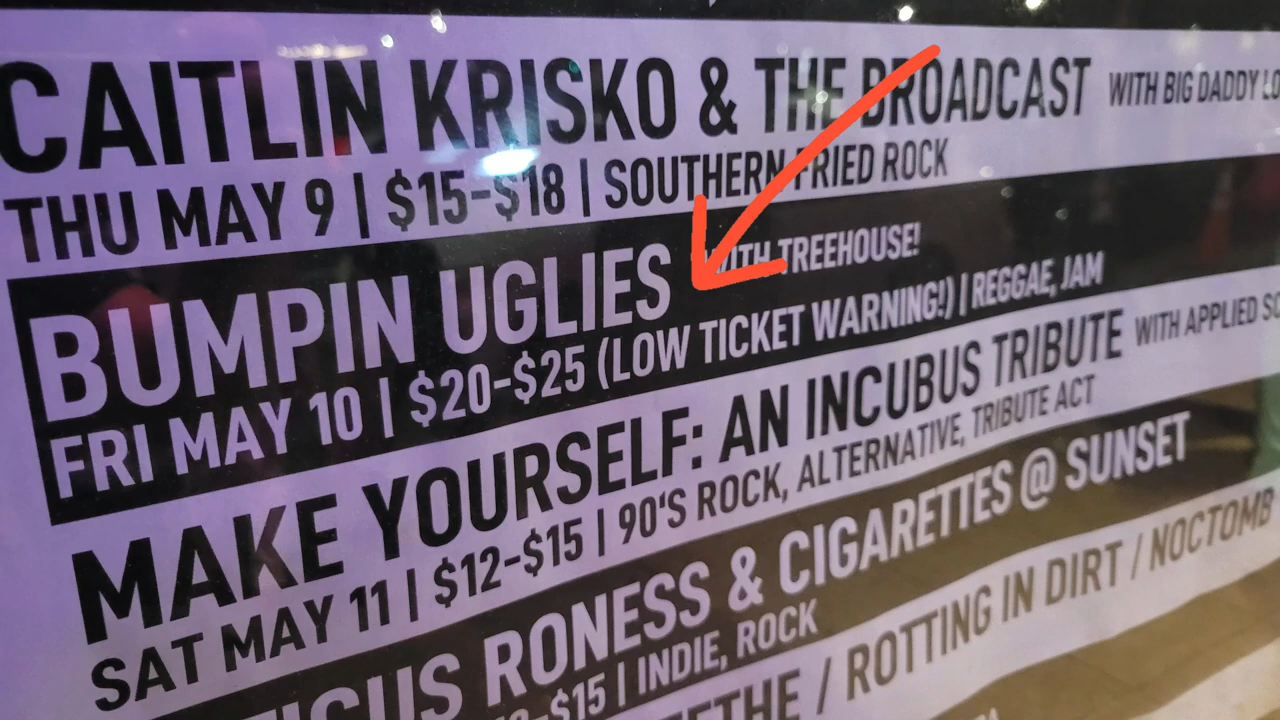 CAITLIN KRISKO & THE BROADCAST WITH BIG DADDY
THU MAY 9 | $15-$18 | SOUTHERN FRIED ROCK
BUMPIN UGLIES WITH TREEHOUSE!
FRI MAY 10 | $20-$25 (LOW TICKET WARNING!) | REGGAE, JAM
MAKE YOURSELF: AN INCUBUS TRIBUTE WITH APPLIED
SAT MAY 11 | $12-$15 | 90'S ROCK, ALTERNATIVE, TRIBUTE ACT
RONESS & CIGARETTES @ SUNSET
-$15 | INDIE, ROCK
/ ROTTING IN DIRT / NOCTOMB